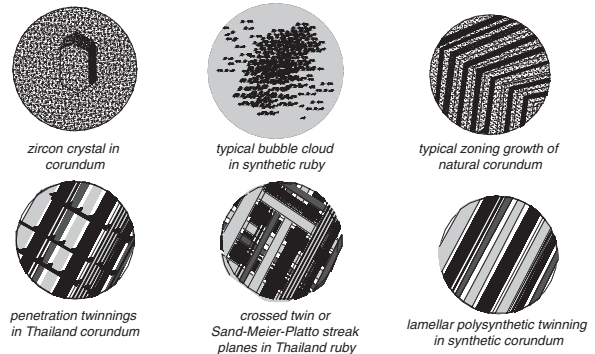 zircon crystal in
corundum
typical bubble cloud
in synthetic ruby
typical zoning growth of
natural corundum
penetration twinnings
in Thailand corundum
crossed twin or
Sand-Meier-Platto streak
planes in Thailand ruby
lamellar polysynthetic twinning
in synthetic corundum